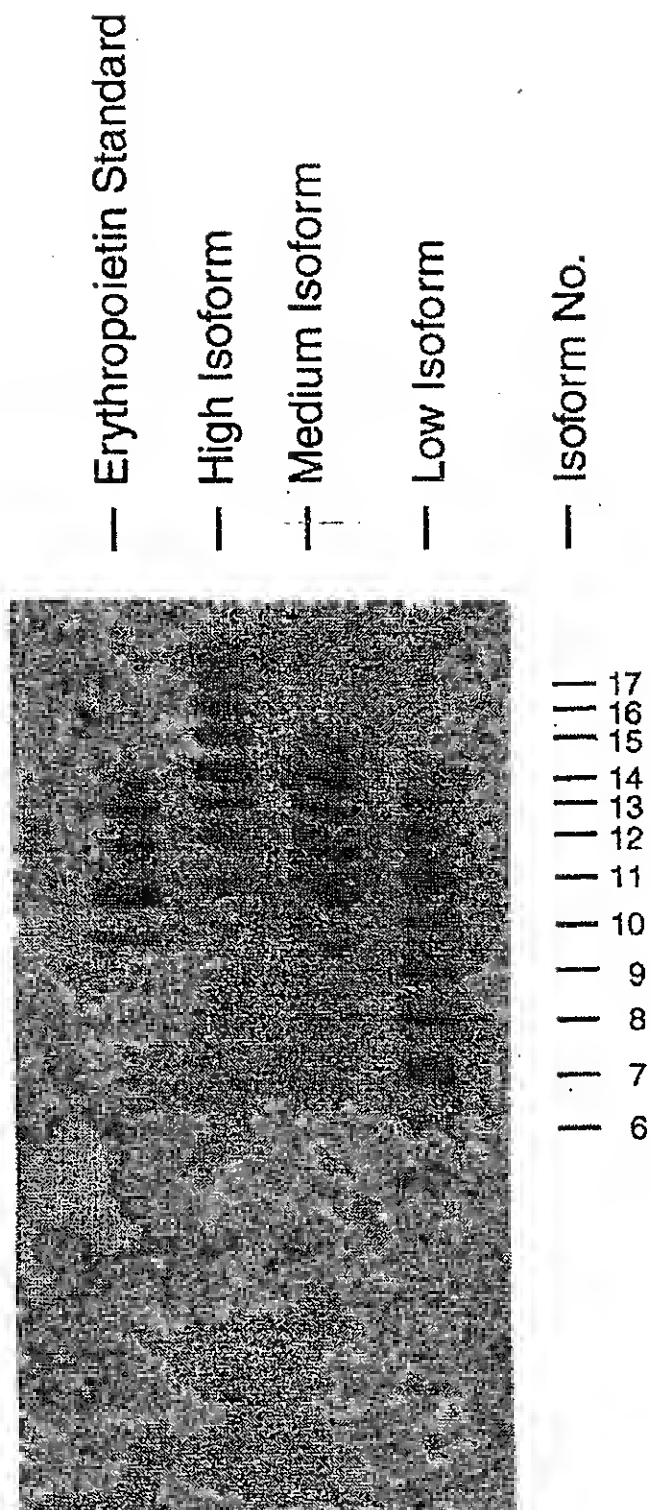 Erythropoietin Standard
High Isoform
Medium Isoform
Low Isoform
Isoform No.
17
16
15
14
13
12
11
10
9
8
7
6